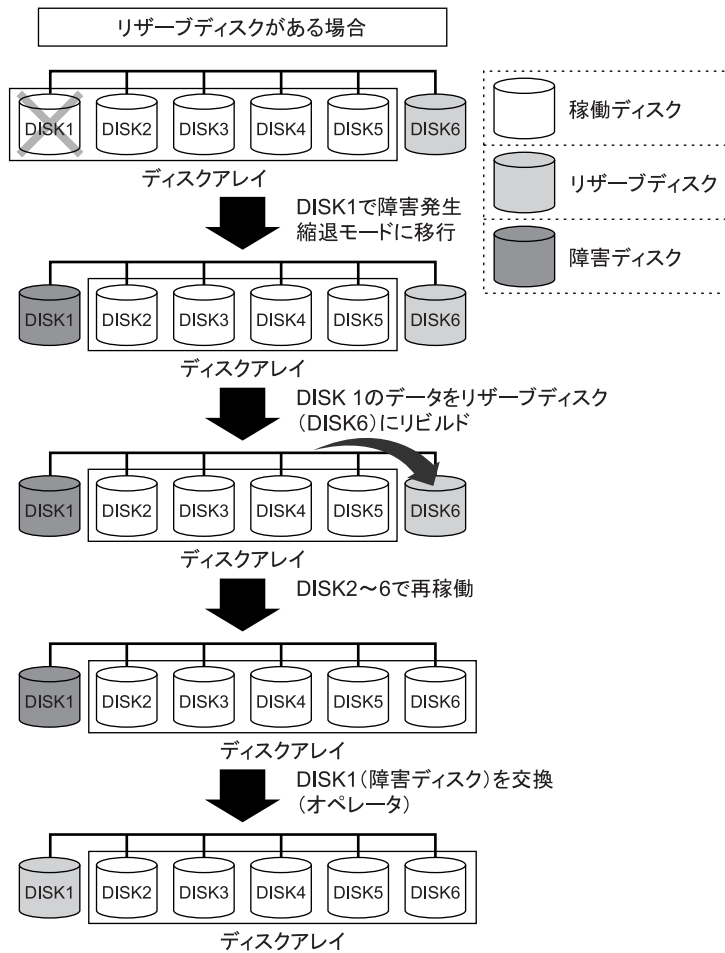 リザーブディスクがある場合
DISK1 DISK2 DISK3 DISK4 DISK5 DISK6
ディスクアレイ
稼働ディスク
リザーブディスク
障害ディスク
DISK1で障害発生
縮退モードに移行
DISK1 DISK2 DISK3 DISK4 DISK5 DISK6
ディスクアレイ
DISK 1のデータをリザーブディスク
（DISK6）にリビルド
DISK1 DISK2 DISK3 DISK4 DISK5 DISK6
ディスクアレイ
DISK2～6で再稼働
DISK1 DISK2 DISK3 DISK4 DISK5 DISK6
ディスクアレイ
DISK1（障害ディスク）を交換
（オペレータ）
DISK1 DISK2 DISK3 DISK4 DISK5 DISK6
ディスクアレイ